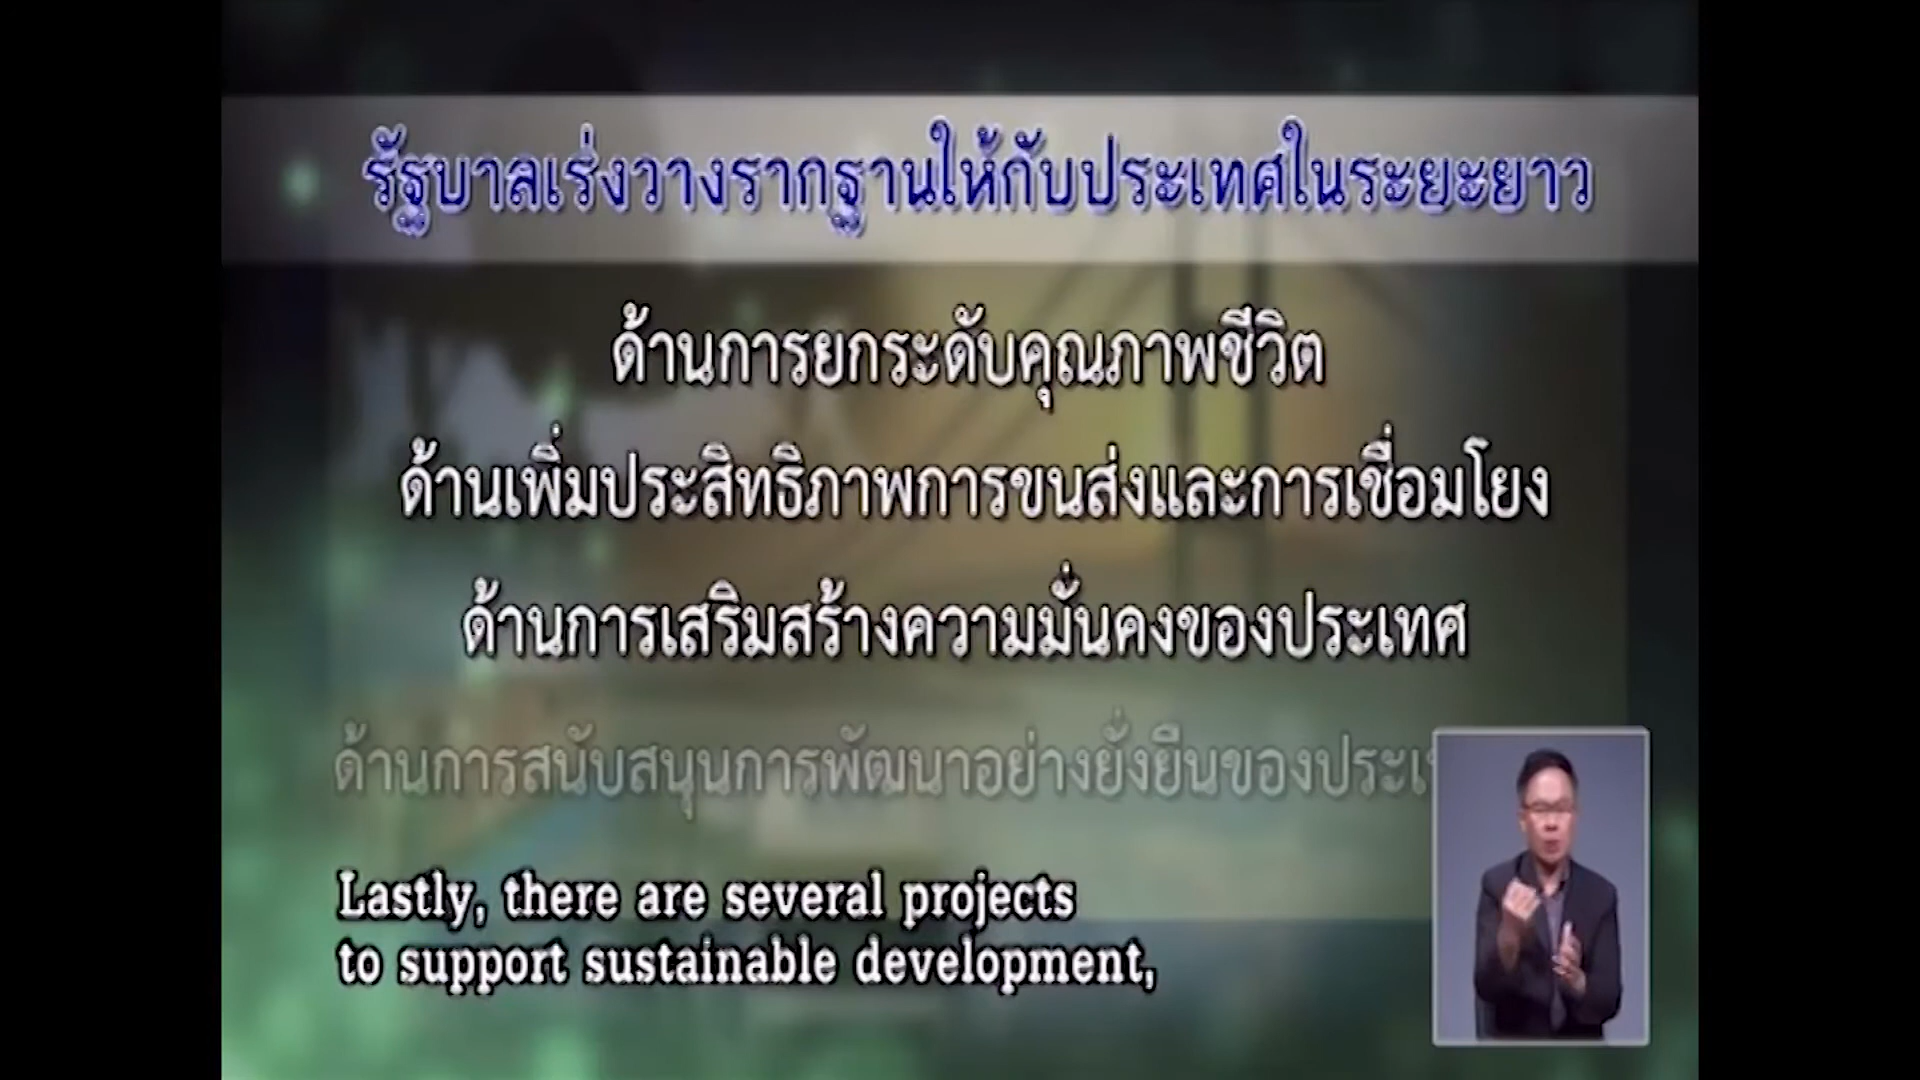 รัฐบาลเร่งวางรากฐานให้กับประเทศในระยะยาว
ด้านการยกระดับคุณภาพชีวิต
ด้านเพิ่มประสิทธิภาพการขนส่งและการเชื่อมโยง
ด้านการเสริมสร้างความมั่นคงของประเทศ
ด้านการสนับสนุนการพัฒนาอย่างยั่งยืนของ
Lastly, there are several projects
to support sustainable development,